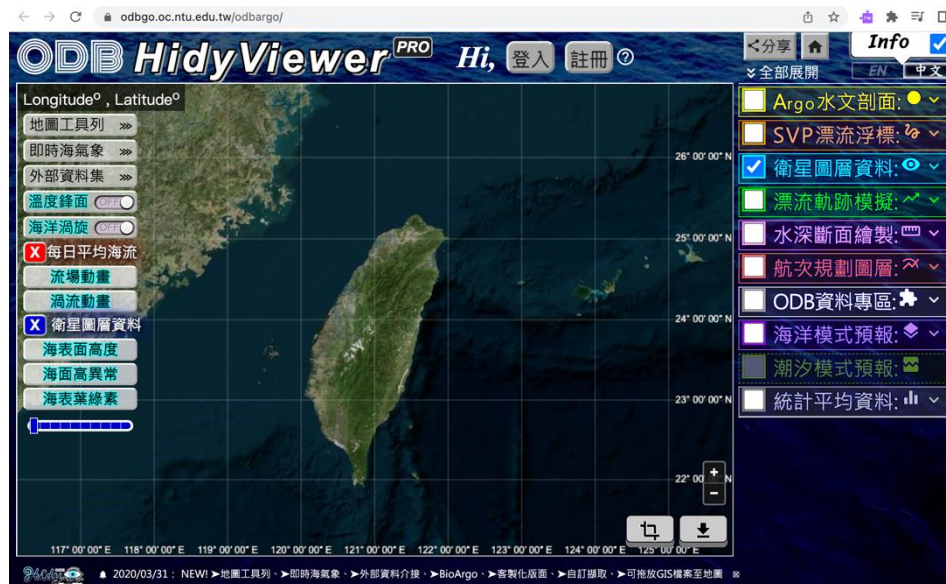 odbgo.oc.ntu.edu.tw/odbargo/
ODB HidyViewer PRO Hi, 登入 註冊 ?
分享
Info
全部展開
EN 中文
Longitude⁰ , Latitude⁰
地圖工具列 ⋙
即時海氣象 ⋙
外部資料集 ⋙
溫度鋒面 OFF
海洋渦旋 OFF
X 每日平均海流
流場動畫
渦流動畫
X 衛星圖層資料
海表面高度
海面高異常
海表葉綠素
Argo水文剖面:
SVP漂流浮標:
衛星圖層資料:
漂流軌跡模擬:
水深斷面繪製:
航次規劃圖層:
ODB資料專區:
海洋模式預報:
潮汐模式預報:
統計平均資料:
26° 00' 00" N
25° 00' 00" N
24° 00' 00" N
23° 00' 00" N
22° 00' N
+
-
117° 00' 00" E 118° 00' 00" E 119° 00' 00" E 120° 00' 00" E 121° 00' 00" E 122° 00' 00" E 123° 00' 00" E 124° 00' 00" E 125° 00' 00" E
2020/03/31 : NEW! ➤地圖工具列、➤即時海氣象、➤外部資料介接、➤BioArgo、➤客製化版面、➤自訂擷取、➤可拖放GIS檔案至地圖